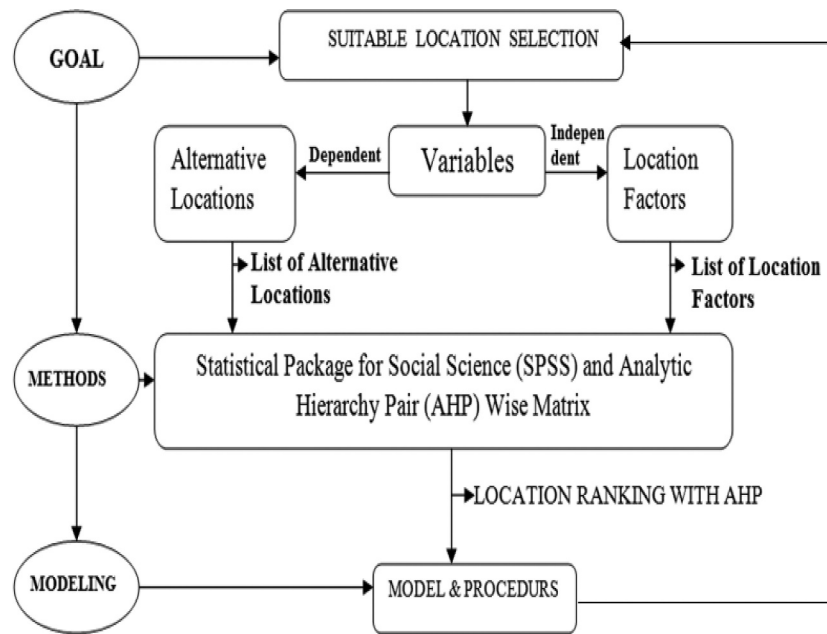 GOAL
SUITABLE LOCATION SELECTION
Alternative
Locations
Dependent
Variables
Indepen
dent
Location
Factors
List of Alternative
Locations
List of Location
Factors
METHODS
Statistical Package for Social Science (SPSS) and Analytic
Hierarchy Pair (AHP) Wise Matrix
LOCATION RANKING WITH AHP
MODELING
MODEL & PROCEDURS